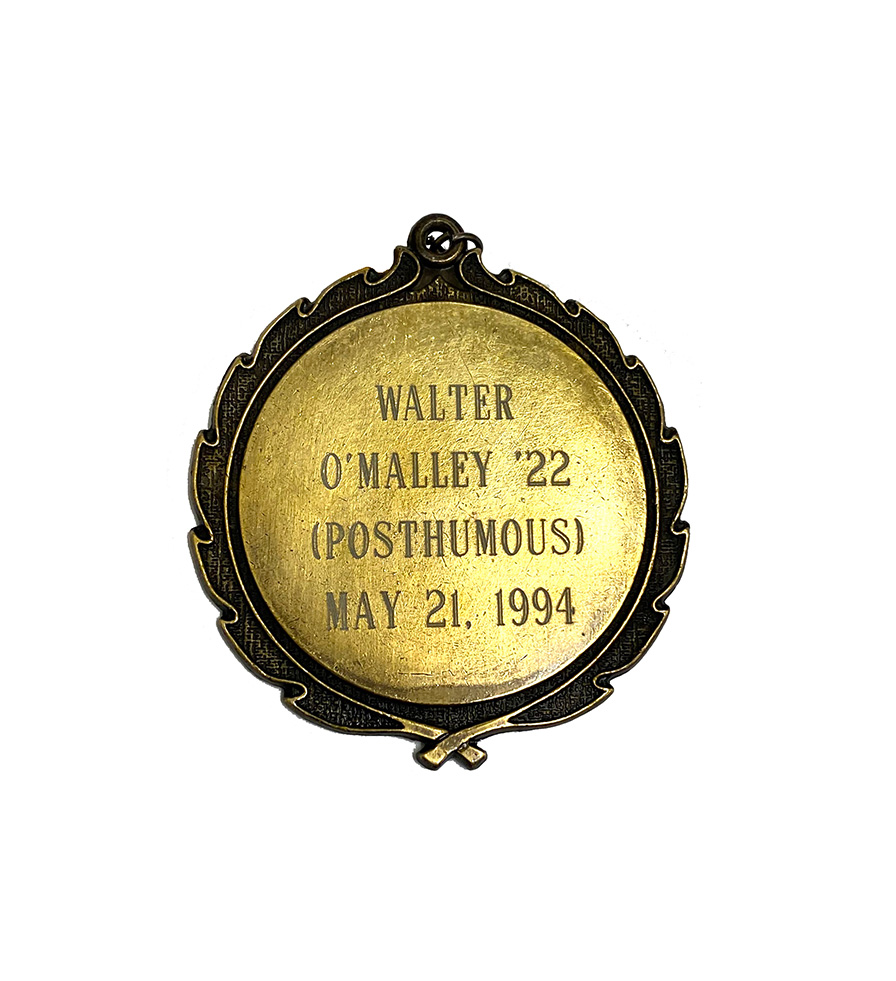 WALTER
O'MALLEY '22
(POSTHUMOUS)
MAY 21, 1994